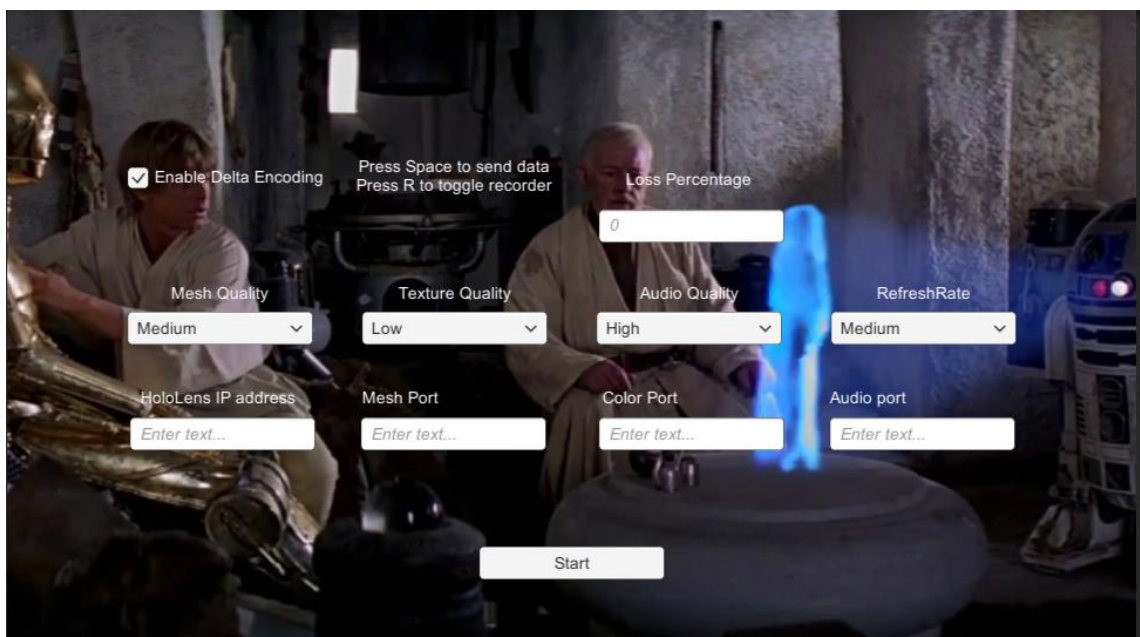 Enable Delta Encoding
Press Space to send data
Press R to toggle recorder
Loss Percentage
0
Mesh Quality
Texture Quality
Audio Quality
RefreshRate
Medium
Low
High
Medium
HoloLens IP address
Mesh Port
Color Port
Audio port
Enter text...
Enter text...
Enter text...
Enter text...
Start